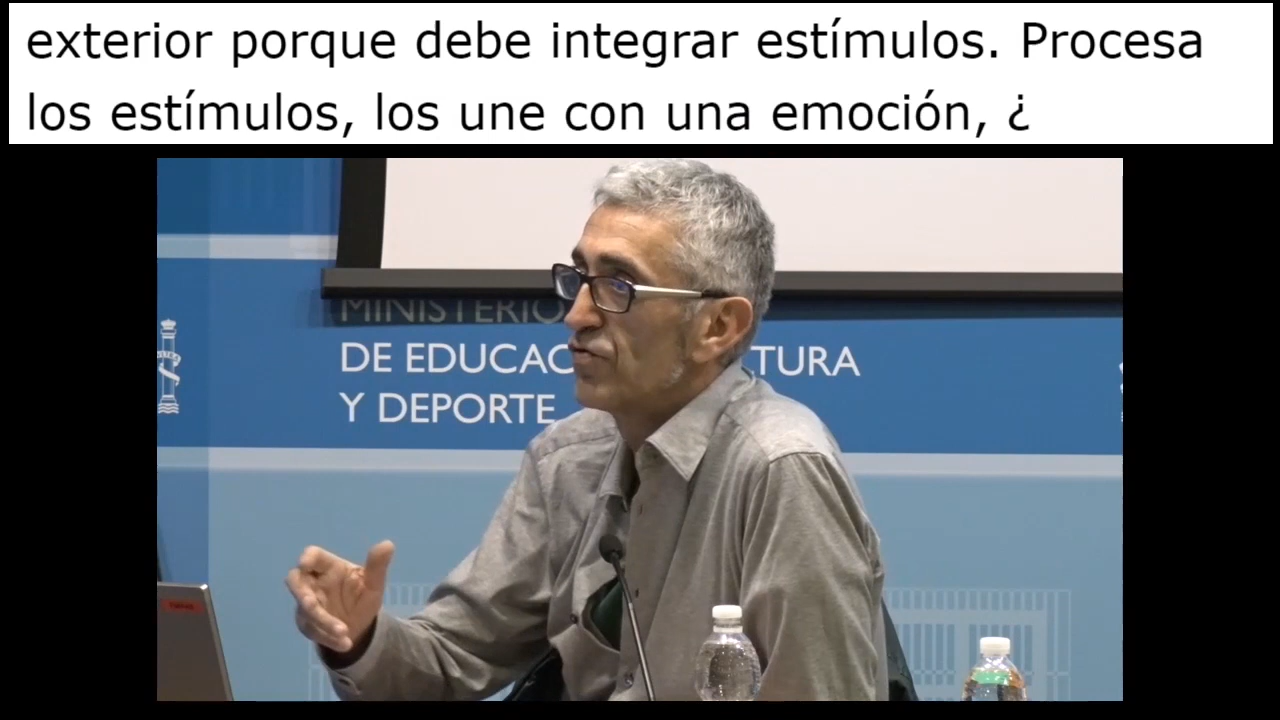 exterior porque debe integrar estímulos. Procesa
los estímulos, los une con una emoción, ¿
MINISTERIO
DE EDUCAC TURA
Y DEPORTE